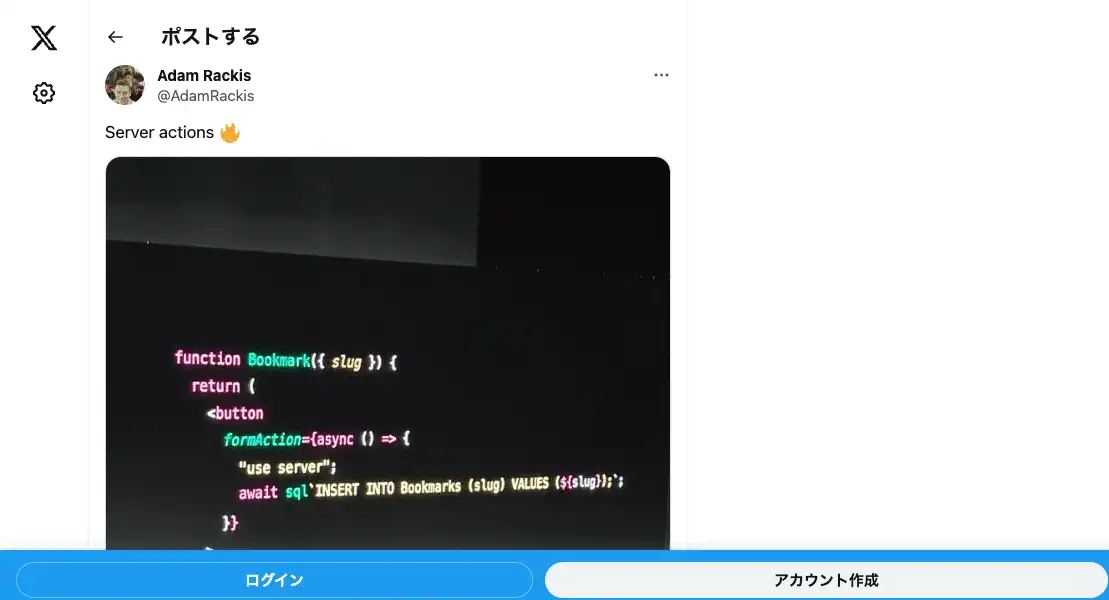 ポストする
Adam Rackis
@AdamRackis
Server actions 🔥
function Bookmark({ slug }) {
return (
<button
formAction={async () => {
"use server";
await sql`INSERT INTO Bookmarks (slug) VALUES (${slug});`;
}}
>
ログイン
アカウント作成